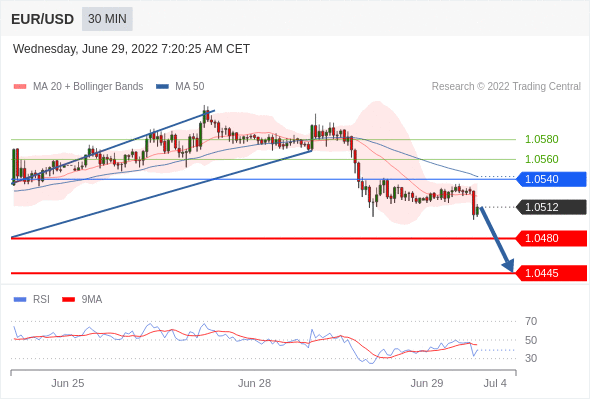 EUR/USD 30 MIN
Wednesday, June 29, 2022 7:20:25 AM CET
MA 20 + Bollinger Bands MA 50 Research © 2022 Trading Central
1.0580
1.0560
1.0540
1.0512
1.0480
1.0445
RSI 9MA
70
50
30
Jun 25 Jun 28 Jun 29 Jul 4